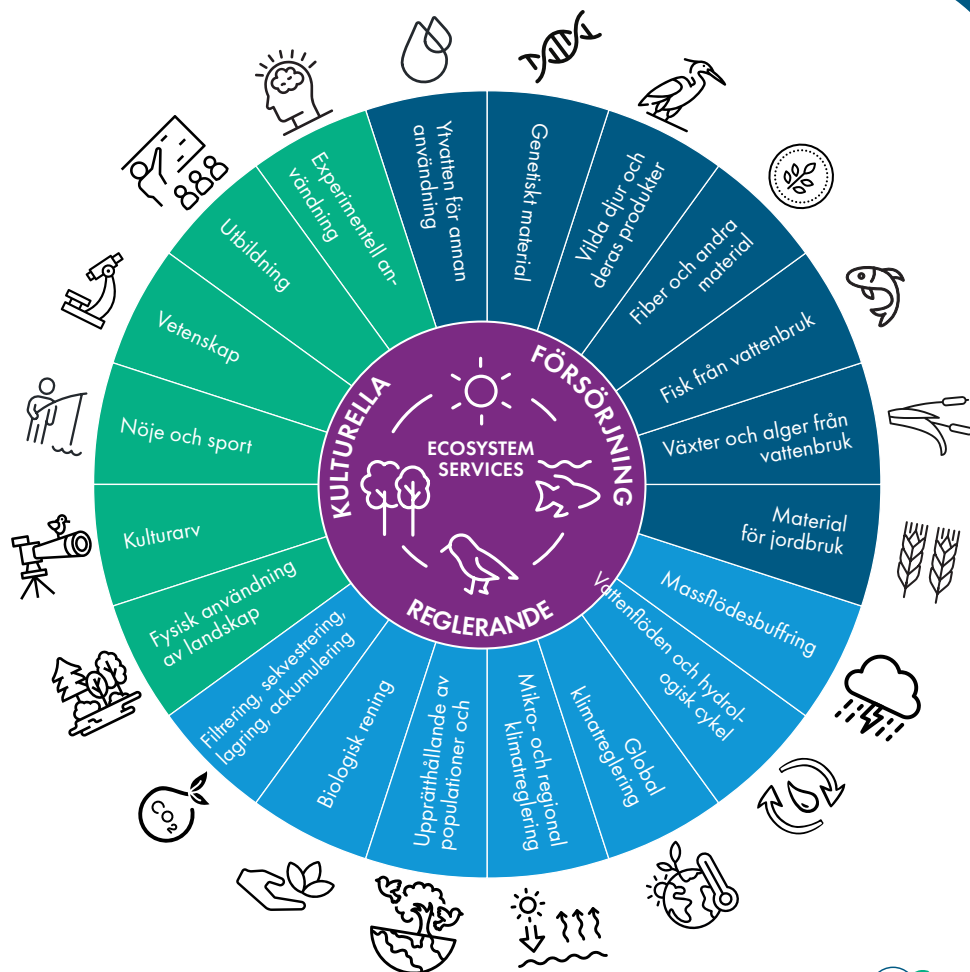 Ytvatten för annan
användning
Genetiskt material
Vilda djur och
deras produkter
Fiber och andra
material
Fisk från vattenbruk
Växter och alger från
vattenbruk
Material
för jordbruk
Massflödesbuffring
Vattenflöden och hydrol-
ogisk cykel
Global
klimatreglering
Mikro- och regional
klimatreglering
Upprätthållande av
populationer och
Biologisk rening
Filtrering, sekvestrering,
lagring, ackumulering
Fysisk användning
av landskap
Kulturarv
Nöje och sport
Vetenskap
Utbildning
Experimentell an-
vändning
KULTURELLA
FÖRSÖRJNING
REGLERANDE
ECOSYSTEM
SERVICES
CO2